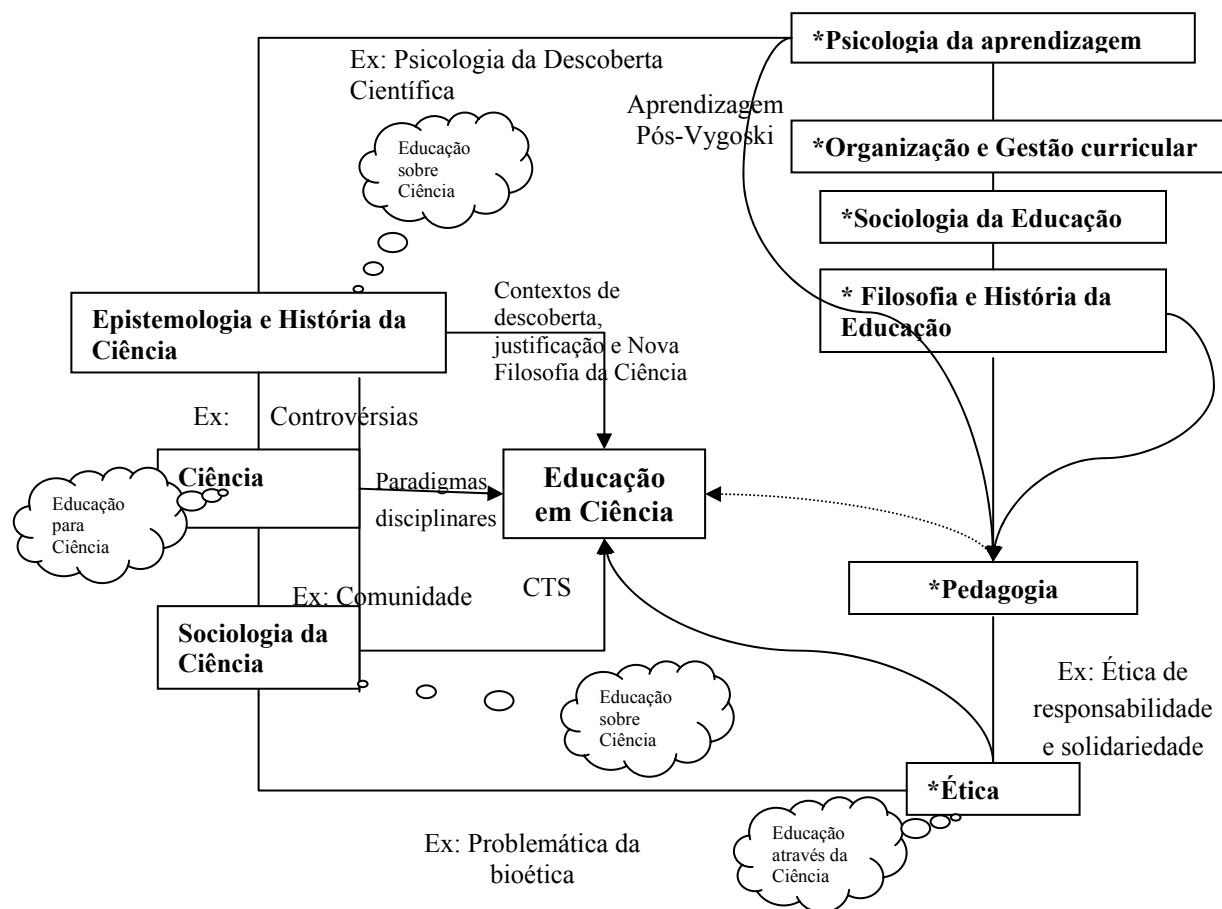 *Psicologia da aprendizagem
Ex: Psicologia da Descoberta
Científica
Aprendizagem
Pós-Vygoski
Educação
sobre
Ciência
*Organização e Gestão curricular
*Sociologia da Educação
* Filosofia e História da
Educação
Epistemologia e História da
Ciência
Contextos de
descoberta,
justificação e Nova
Filosofia da Ciência
Ex: Controvérsias
Ciência
Educação
para
Ciência
Paradigmas
disciplinares
Educação
em Ciência
*Pedagogia
Ex: Comunidade
CTS
Sociologia da
Ciência
Educação
sobre
Ciência
Ex: Ética de
responsabilidade
e solidariedade
*Ética
Ex: Problemática da
bioética
Educação
através da
Ciência